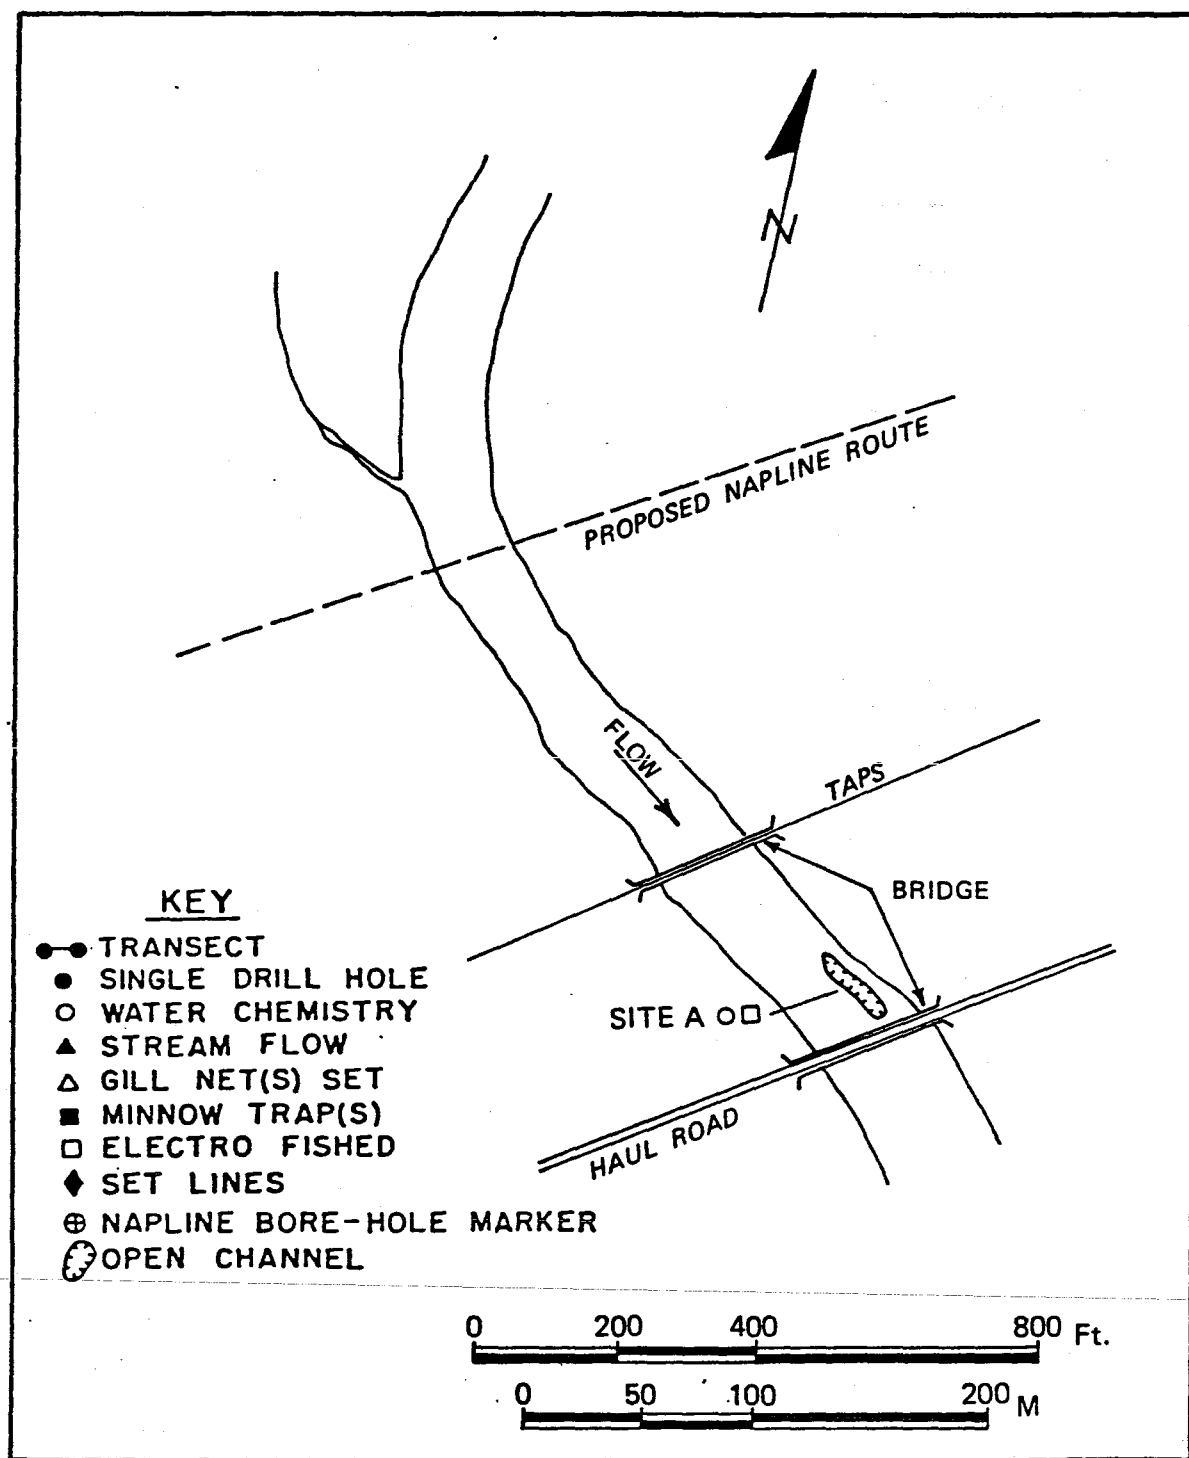 N
PROPOSED NAPLINE ROUTE
FLOW
TAPS
BRIDGE
SITE A
HAUL ROAD
KEY
TRANSECT
SINGLE DRILL HOLE
WATER CHEMISTRY
STREAM FLOW
GILL NET(S) SET
MINNOW TRAP(S)
ELECTRO FISHED
SET LINES
NAPLINE BORE-HOLE MARKER
OPEN CHANNEL
0 200 400 800 Ft.
0 50 100 200 M